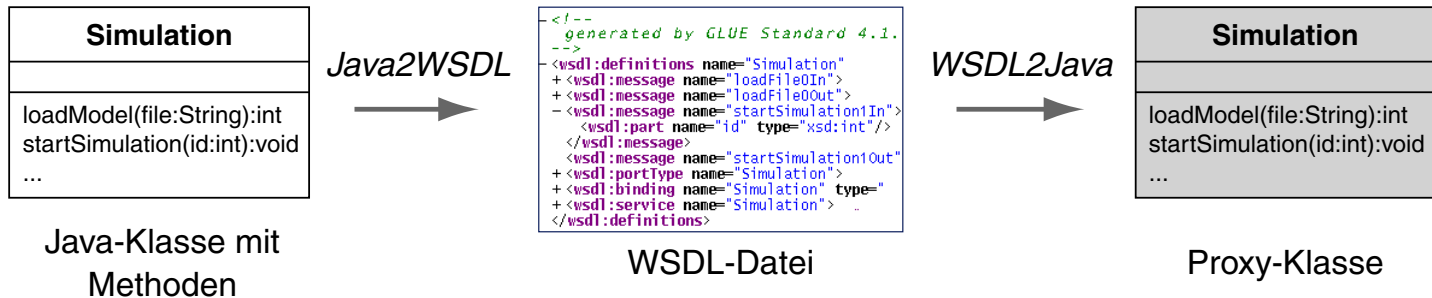 Simulation
loadModel(file:String):int
startSimulation(id:int):void
...
Java-Klasse mit
Methoden
Java2WSDL
<!--
generated by GLUE Standard 4.1.
-->
<wsdl:definitions name="Simulation"
+ <wsdl:message name="loadFile0In">
+ <wsdl:message name="loadFile0Out">
- <wsdl:message name="startSimulation1In">
<wsdl:part name="id" type="xsd:int"/>
</wsdl:message>
<wsdl:message name="startSimulation1Out"
+ <wsdl:portType name="Simulation">
+ <wsdl:binding name="Simulation" type="
+ <wsdl:service name="Simulation"> ..
</wsdl:definitions>
WSDL-Datei
WSDL2Java
Simulation
loadModel(file:String):int
startSimulation(id:int):void
...
Proxy-Klasse